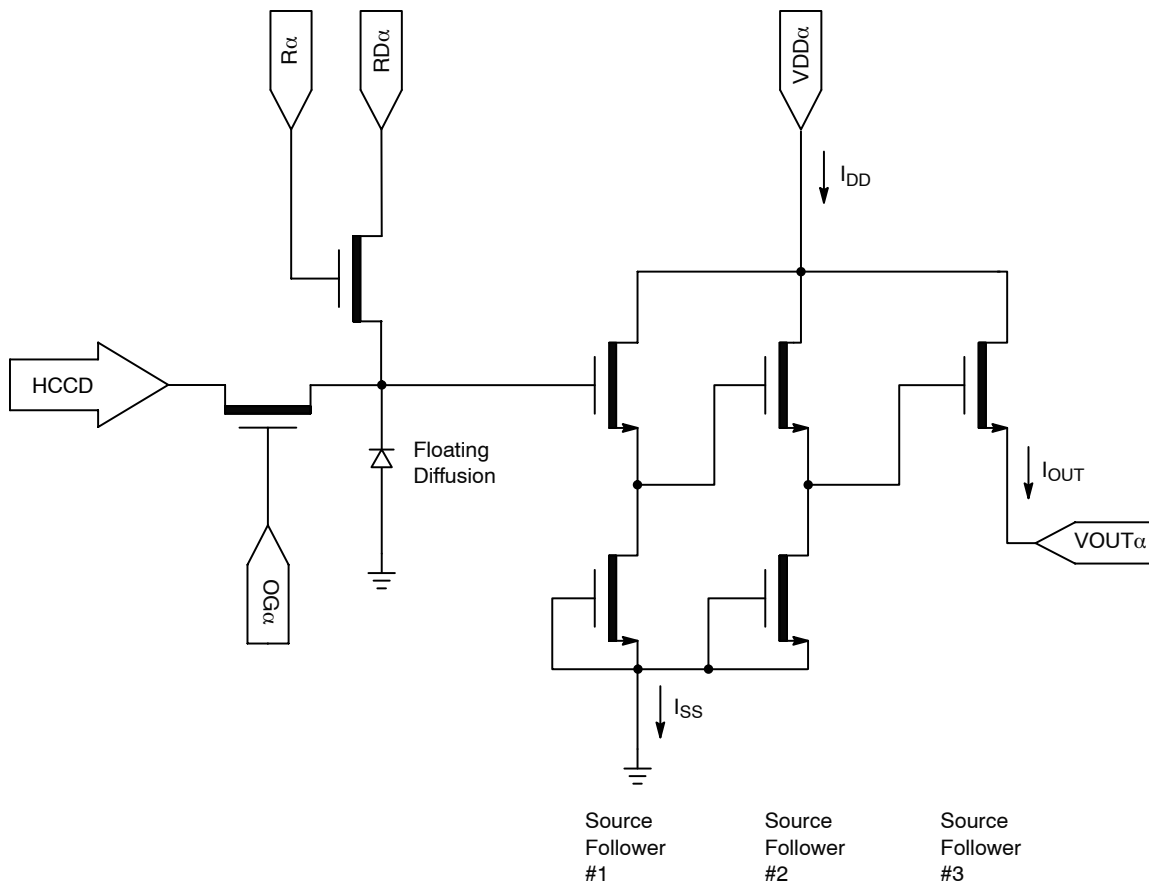 Rα
RDα
VDDα
IDD
HCCD
Floating
Diffusion
IOUT
VOUTα
OGα
ISS
Source
Follower
#1
Source
Follower
#2
Source
Follower
#3